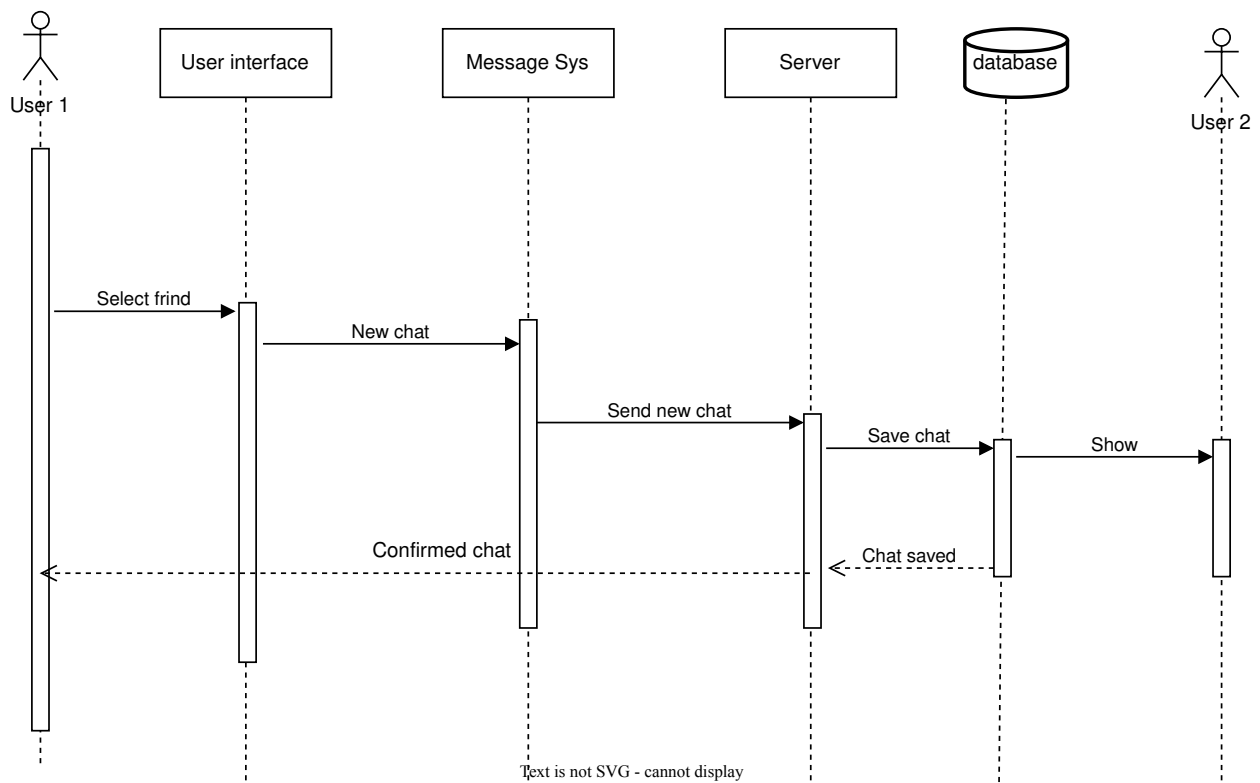 User 1
User interface
Message Sys
Server
database
User 2
Select frind
New chat
Send new chat
Save chat
Show
Confirmed chat
Chat saved
Text is not SVG - cannot display